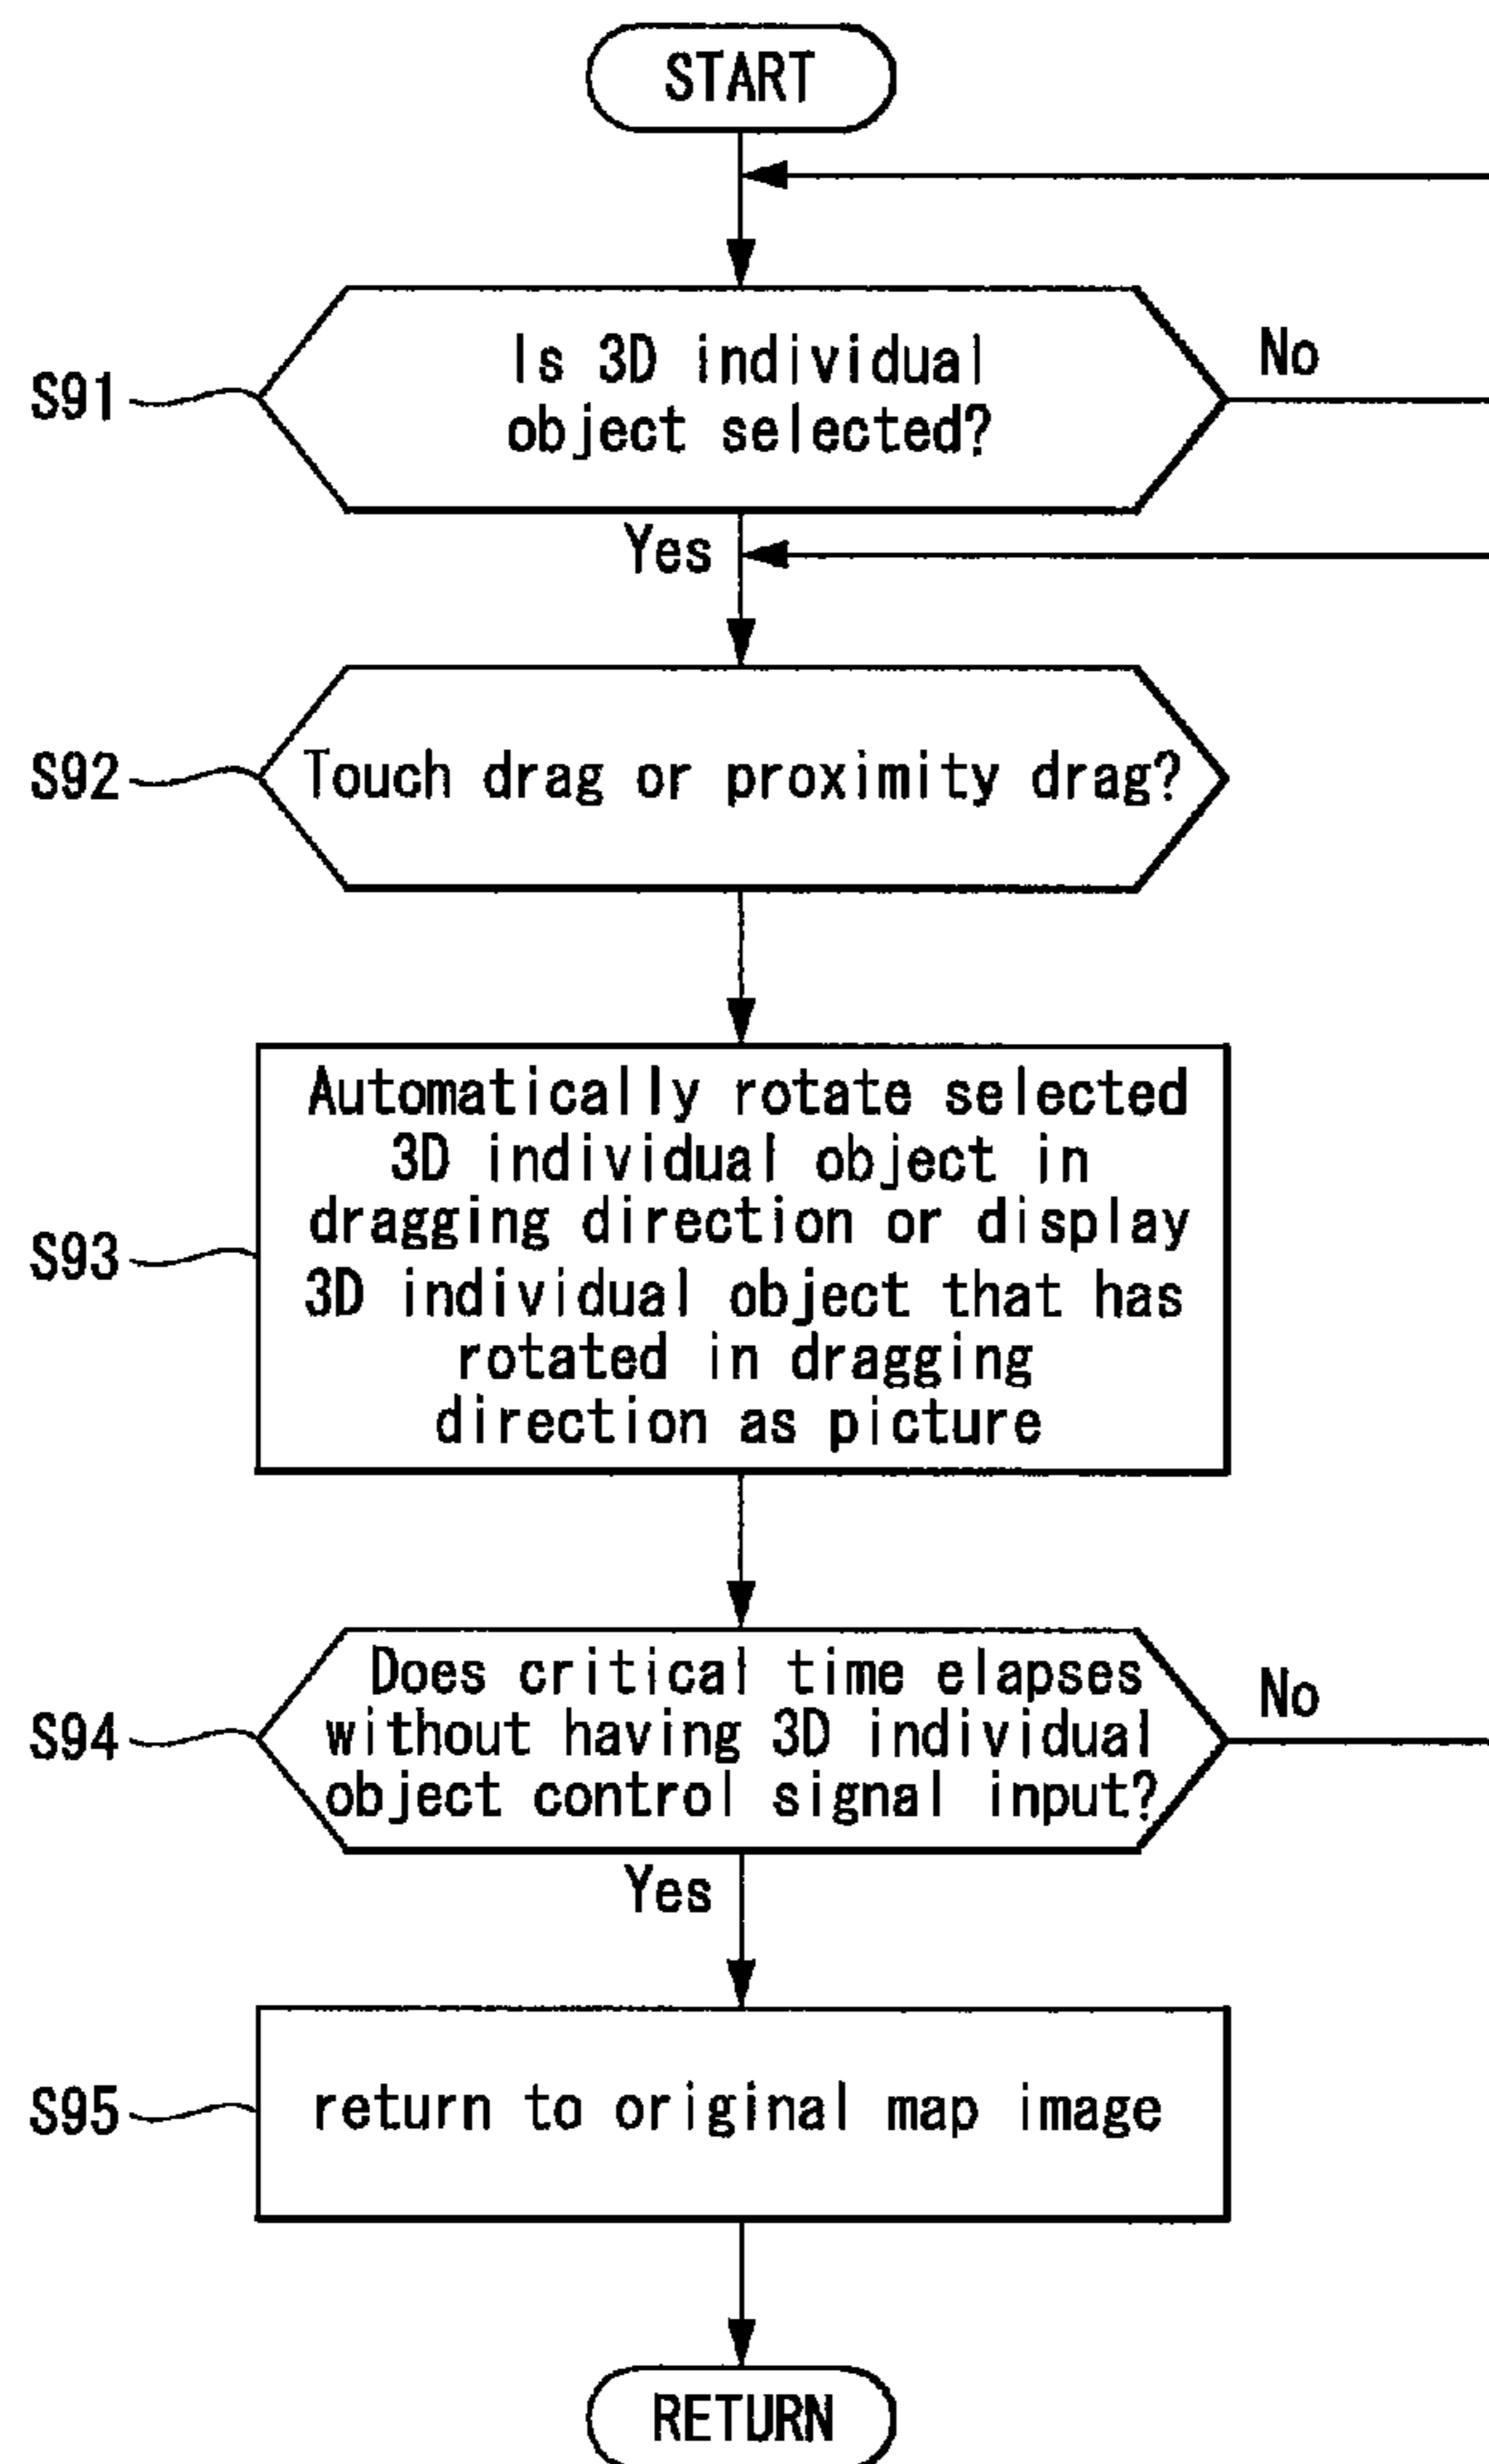 START
Is 3D individual
object selected?
No
S91
Yes
S92
Touch drag or proximity drag?
Automatically rotate selected
3D individual object in
dragging direction or display
3D individual object that has
rotated in dragging
direction as picture
S93
Does critical time elapses
without having 3D individual
object control signal input?
No
S94
Yes
S95
return to original map image
RETURN